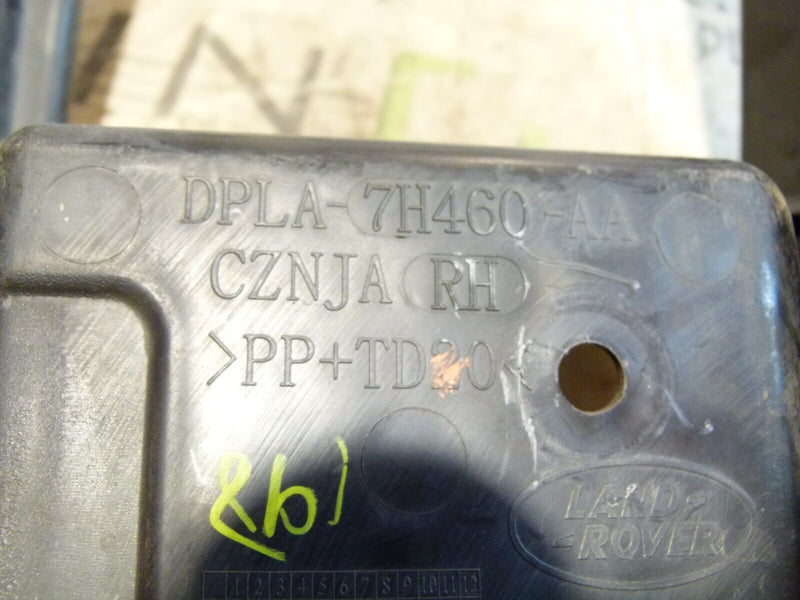 DPLA-7H460-AA
CZNJA RH
>PP+TD20<
LAND
ROVER
1 2 3 4 5 6 7 8 9 10 11 12